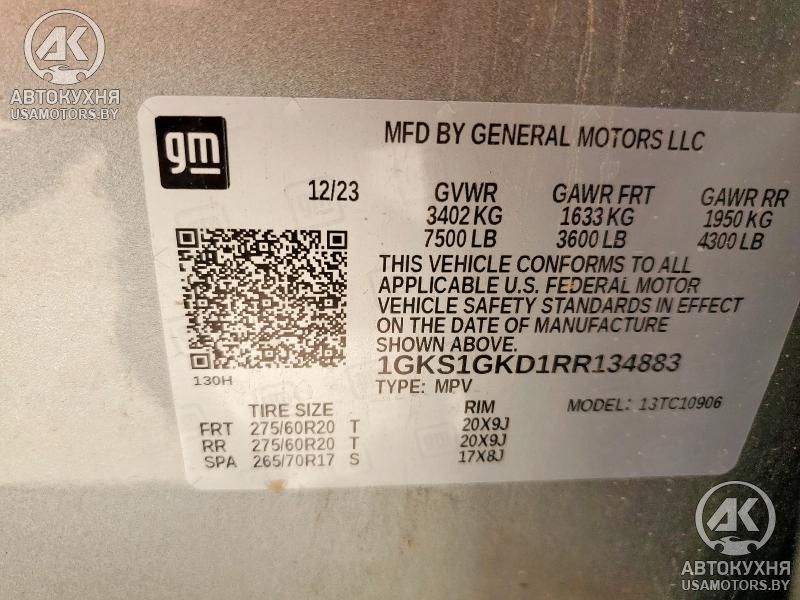 AK
АВТОКУХНЯ
USAMOTORS.BY
gm
MFD BY GENERAL MOTORS LLC
12/23 GVWR GAWR FRT GAWR RR
3402 KG 1633 KG 1950 KG
7500 LB 3600 LB 4300 LB
THIS VEHICLE CONFORMS TO ALL
APPLICABLE U.S. FEDERAL MOTOR
VEHICLE SAFETY STANDARDS IN EFFECT
ON THE DATE OF MANUFACTURE
SHOWN ABOVE.
1GKS1GKD1RR134883
130H
TYPE: MPV MODEL: 13TC10906
TIRE SIZE RIM
FRT 275/60R20 T 20X9J
RR 275/60R20 T 20X9J
SPA 265/70R17 S 17X8J
AK
АВТОКУХНЯ
USAMOTORS.BY